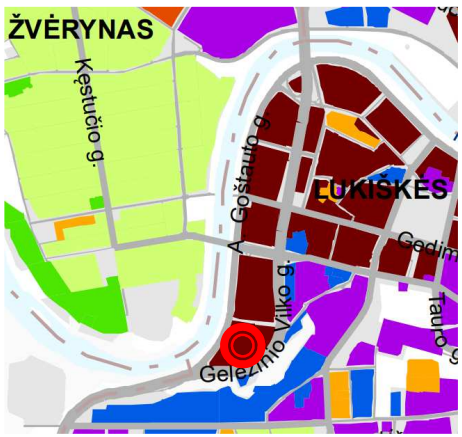 ŽVĖRYNAS
Kęstučio g.
A. Goštauto g.
LUKIŠKĖS
Gedim
Vilko g.
Geležinio
Tauro g